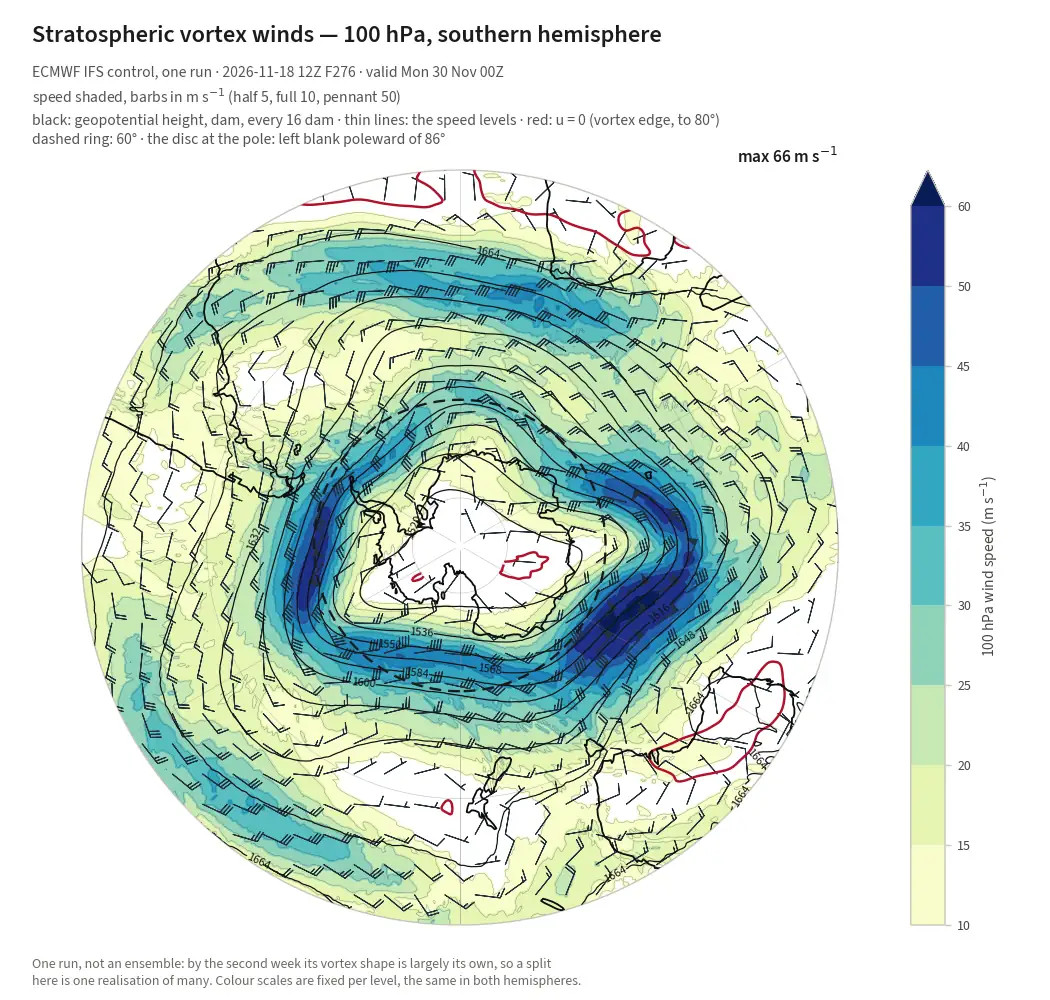 Stratospheric vortex winds — 100 hPa, southern hemisphere
ECMWF IFS control, one run · 2026-11-18 12Z F276 · valid Mon 30 Nov 00Z
speed shaded, barbs in m s⁻¹ (half 5, full 10, pennant 50)
black: geopotential height, dam, every 16 dam · thin lines: the speed levels · red: u = 0 (vortex edge, to 80°)
dashed ring: 60° · the disc at the pole: left blank poleward of 86°
max 66 m s⁻¹
60
50
45
40
35
30
25
20
15
10
100 hPa wind speed (m s⁻¹)
1664
1632
1616
1536
1648
1584
1568
1600
1664
1664
1664
1664
1664
One run, not an ensemble: by the second week its vortex shape is largely its own, so a split
here is one realisation of many. Colour scales are fixed per level, the same in both hemispheres.